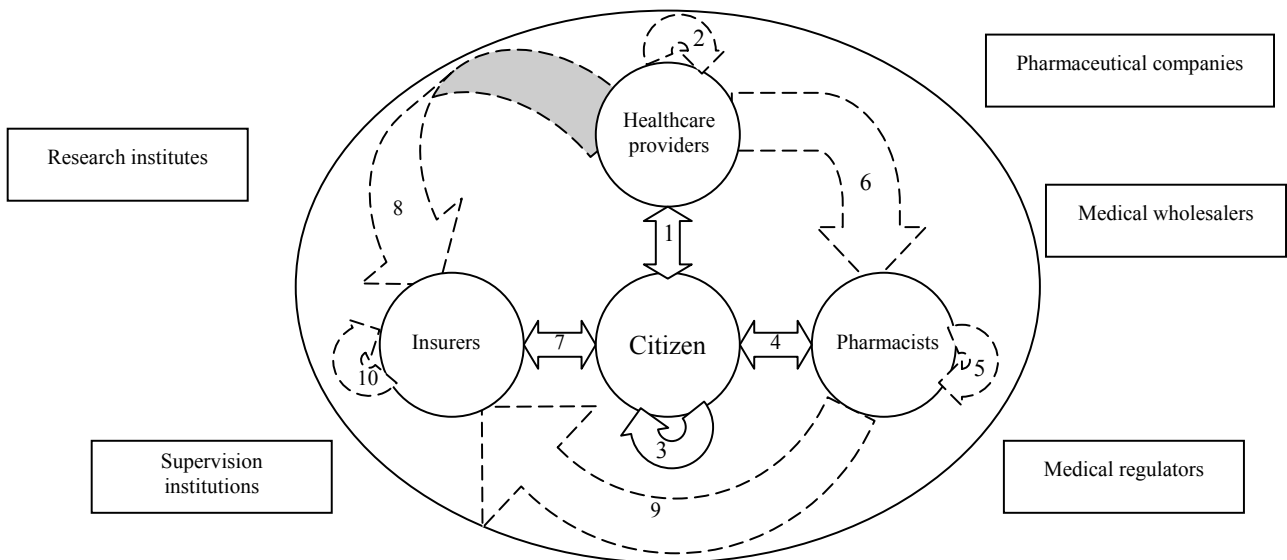 2
Pharmaceutical companies
Healthcare
providers
Research institutes
6
8
Medical wholesalers
1
Insurers
7
Citizen
4
Pharmacists
10
5
3
Supervision
institutions
Medical regulators
9